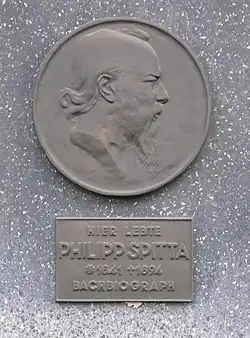 HIER LEBTE
PHILIPP SPITTA
✽1841 †1894
BACHBIOGRAPH